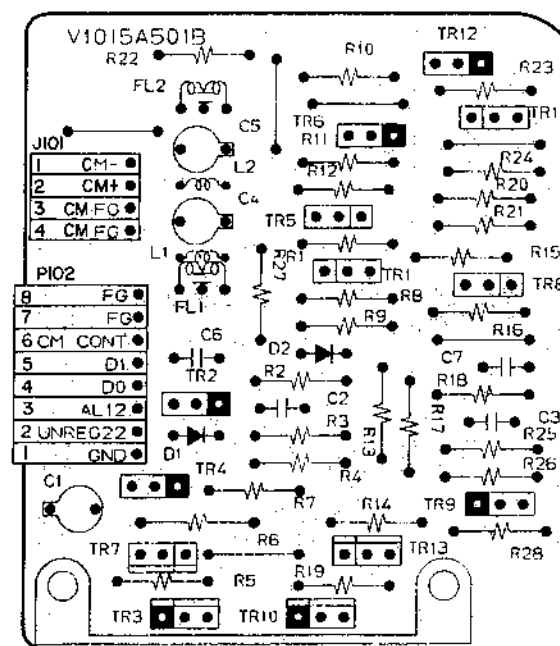 V1015A501B
TR12
R22
R10
R23
FL2
TR1
C5
TR6
R11
J101
L2
R12
R24
1 CM-
2 CM+
3 CM-FG
4 CM FG
C4
R20
R21
TR5
L1
R27
R1
R15
P102
FL1
TR1
TR8
8 FG
7 FG
6 CM CONT
5 D1
4 D0
3 AL12
2 UNREG22
1 GND
R8
R9
R16
C6
D2
C7
TR2
R2
R18
C2
R13
R17
C3
D1
R3
R25
R4
R26
C1
TR4
R7
R14
TR9
TR7
R6
TR13
R28
R5
R19
TR3
TR10